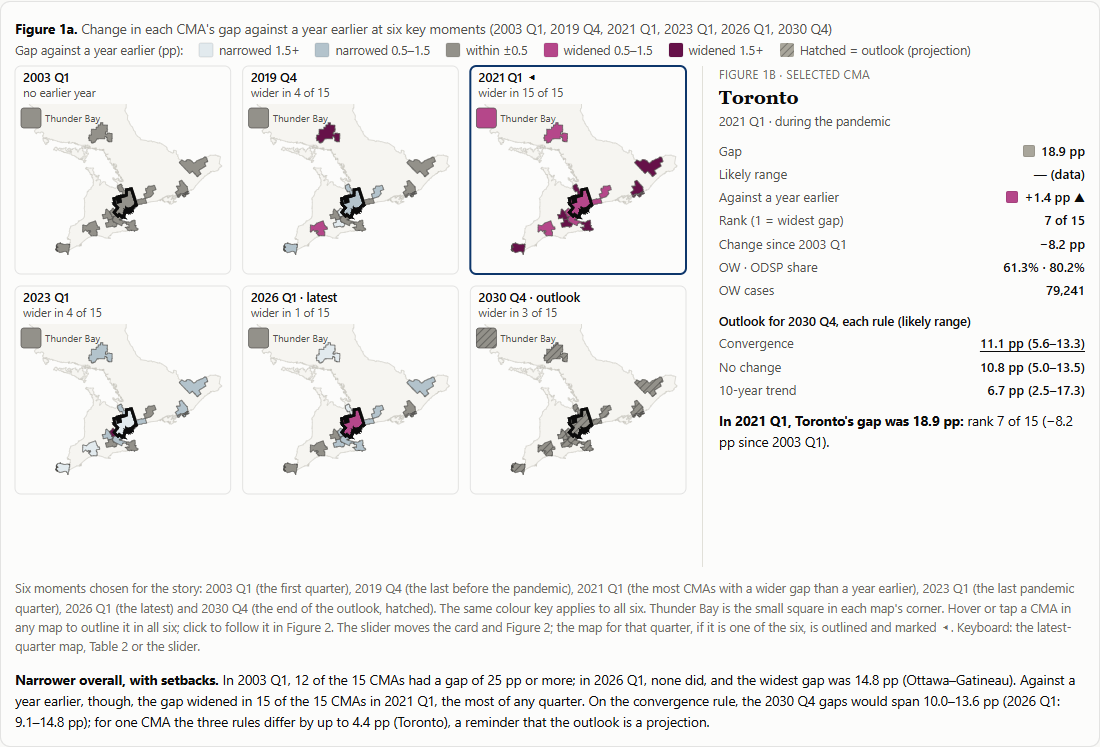 Figure 1a. Change in each CMA's gap against a year earlier at six key moments (2003 Q1, 2019 Q4, 2021 Q1, 2023 Q1, 2026 Q1, 2030 Q4)
Gap against a year earlier (pp): narrowed 1.5+ narrowed 0.5–1.5 within ±0.5 widened 0.5–1.5 widened 1.5+ Hatched = outlook (projection)
2003 Q1
no earlier year
Thunder Bay
2019 Q4
wider in 4 of 15
Thunder Bay
2021 Q1 ◂
wider in 15 of 15
Thunder Bay
2023 Q1
wider in 4 of 15
Thunder Bay
2026 Q1 · latest
wider in 1 of 15
Thunder Bay
2030 Q4 · outlook
wider in 3 of 15
Thunder Bay
FIGURE 1B · SELECTED CMA
Toronto
2021 Q1 · during the pandemic
Gap 18.9 pp
Likely range — (data)
Against a year earlier +1.4 pp ▲
Rank (1 = widest gap) 7 of 15
Change since 2003 Q1 −8.2 pp
OW · ODSP share 61.3% · 80.2%
OW cases 79,241
Outlook for 2030 Q4, each rule (likely range)
Convergence 11.1 pp (5.6–13.3)
No change 10.8 pp (5.0–13.5)
10-year trend 6.7 pp (2.5–17.3)
In 2021 Q1, Toronto's gap was 18.9 pp: rank 7 of 15 (−8.2
pp since 2003 Q1).
Six moments chosen for the story: 2003 Q1 (the first quarter), 2019 Q4 (the last before the pandemic), 2021 Q1 (the most CMAs with a wider gap than a year earlier), 2023 Q1 (the last pandemic
quarter), 2026 Q1 (the latest) and 2030 Q4 (the end of the outlook, hatched). The same colour key applies to all six. Thunder Bay is the small square in each map's corner. Hover or tap a CMA in
any map to outline it in all six; click to follow it in Figure 2. The slider moves the card and Figure 2; the map for that quarter, if it is one of the six, is outlined and marked ◂. Keyboard: the latest-
quarter map, Table 2 or the slider.
Narrower overall, with setbacks. In 2003 Q1, 12 of the 15 CMAs had a gap of 25 pp or more; in 2026 Q1, none did, and the widest gap was 14.8 pp (Ottawa–Gatineau). Against a
year earlier, though, the gap widened in 15 of the 15 CMAs in 2021 Q1, the most of any quarter. On the convergence rule, the 2030 Q4 gaps would span 10.0–13.6 pp (2026 Q1:
9.1–14.8 pp); for one CMA the three rules differ by up to 4.4 pp (Toronto), a reminder that the outlook is a projection.